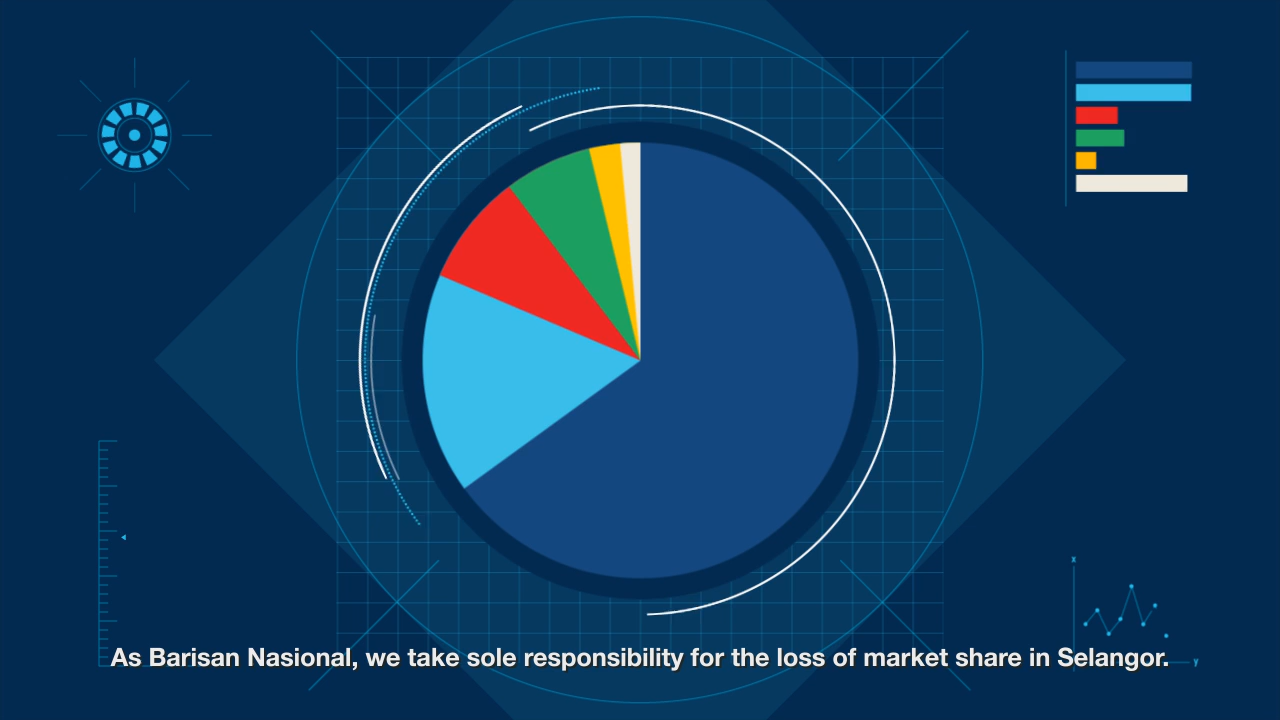 x
As Barisan Nasional, we take sole responsibility for the loss of market share in Selangor.
y